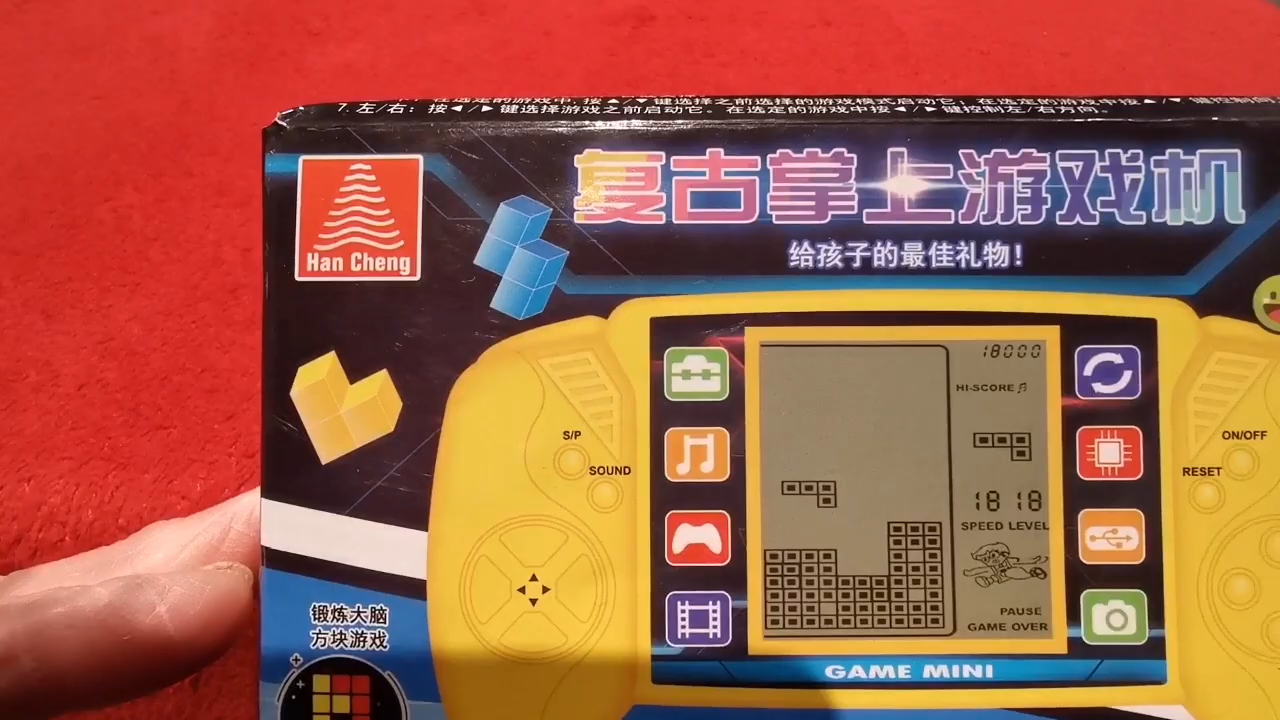 7. 左/右：按◀/▶键选择游戏之前启动它。在选定的游戏中按◀/▶键控制左/右方向。
复古掌上游戏机
给孩子的最佳礼物！
Han Cheng
18000
HI-SCORE
S/P
SOUND
ON/OFF
RESET
18 18
SPEED LEVEL
PAUSE
GAME OVER
GAME MINI
锻炼大脑
方块游戏